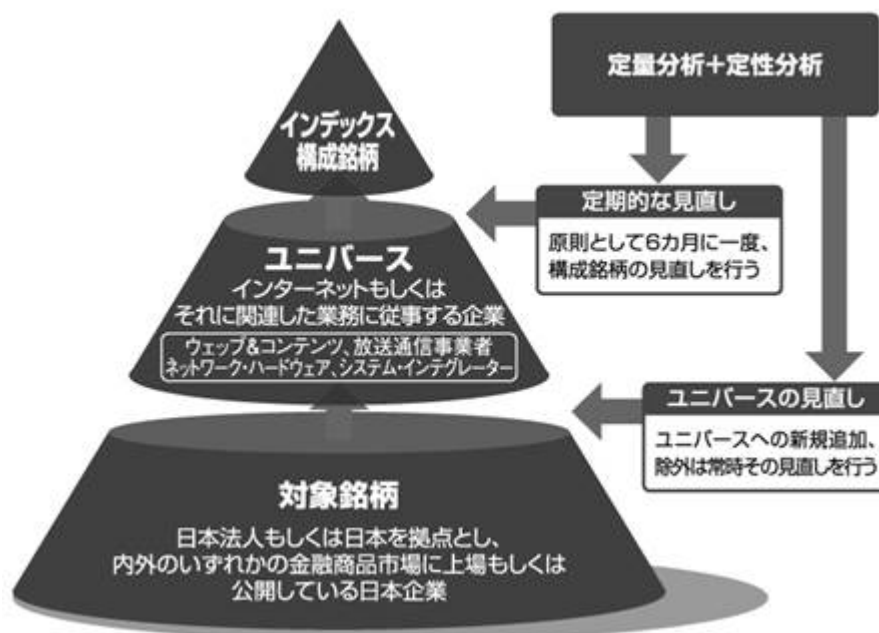 インデックス
構成銘柄
ユニバース
インターネットもしくは
それに関連した業務に従事する企業
ウェッブ&コンテンツ、放送通信事業者
ネットワーク・ハードウェア、システム・インテグレーター
対象銘柄
日本法人もしくは日本を拠点とし、
内外のいずれかの金融商品市場に上場もしくは
公開している日本企業
定量分析+定性分析
定期的な見直し
原則として6カ月に一度、
構成銘柄の見直しを行う
ユニバースの見直し
ユニバースへの新規追加、
除外は常時その見直しを行う